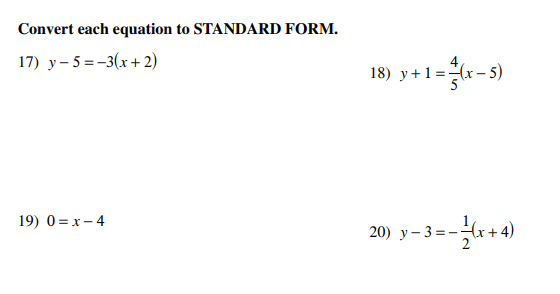 Convert each equation to STANDARD FORM.
17) y – 5 = –3(x + 2)
18) y + 1 = 4/5(x – 5)
19) 0 = x – 4
20) y – 3 = –1/2(x + 4)